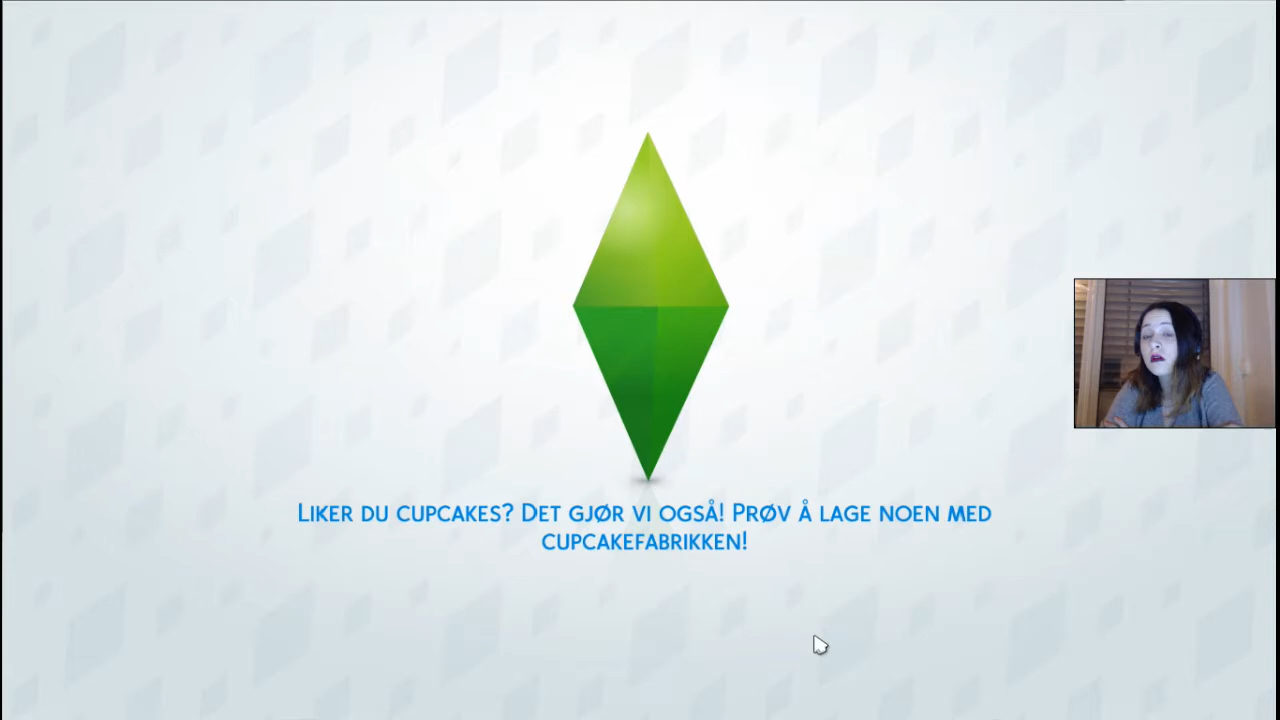 Liker du cupcakes? Det gjør vi også! Prøv å lage noen med
cupcakefabrikken!